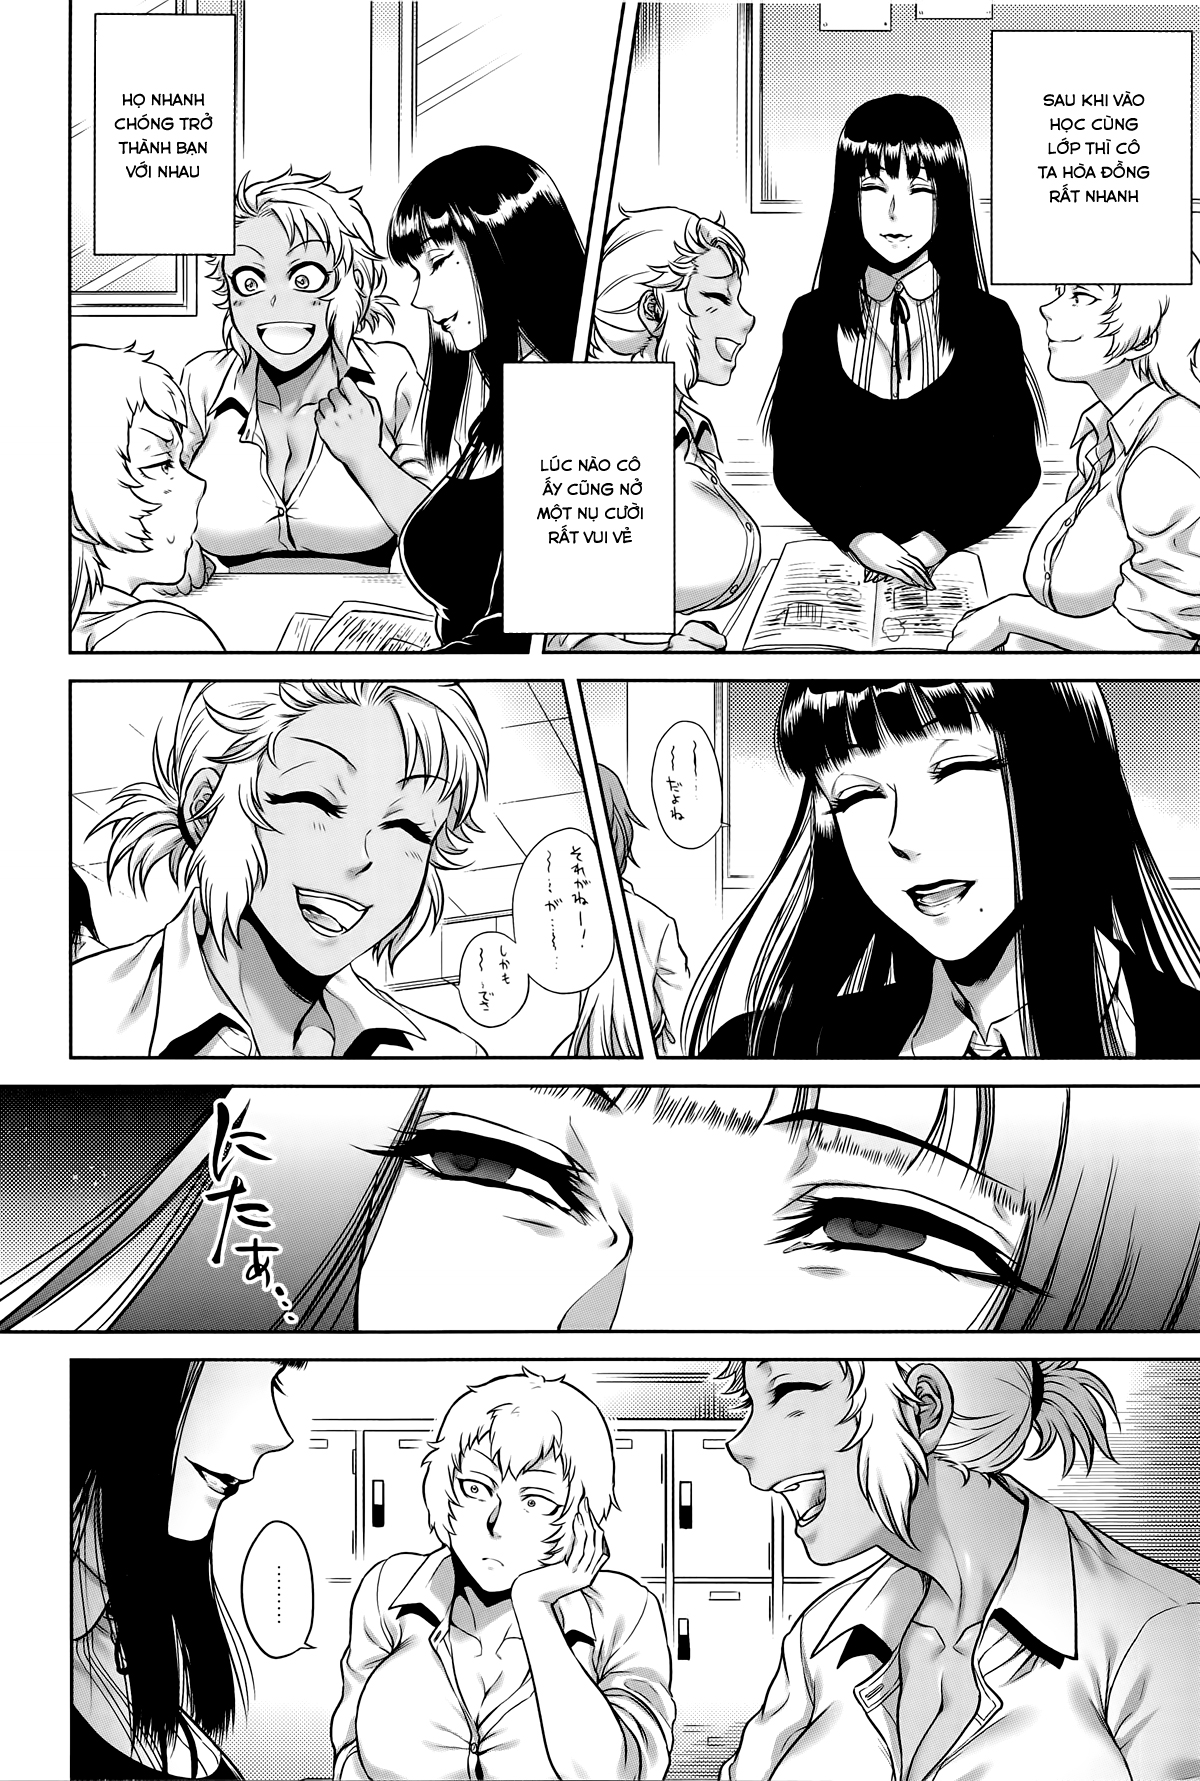 SAU KHI VÀO
HỌC CÙNG
LỚP THÌ CÔ
TA HÒA ĐỒNG
RẤT NHANH
LÚC NÀO CÔ
ẤY CŨNG NỞ
MỘT NỤ CƯỜI
RẤT VUI VẺ
HỌ NHANH
CHÓNG TRỞ
THÀNH BẠN
VỚI NHAU
〜〜
だよね
それがねー!
〜〜が……
しかも
〜〜でさ
にたぁ…
………